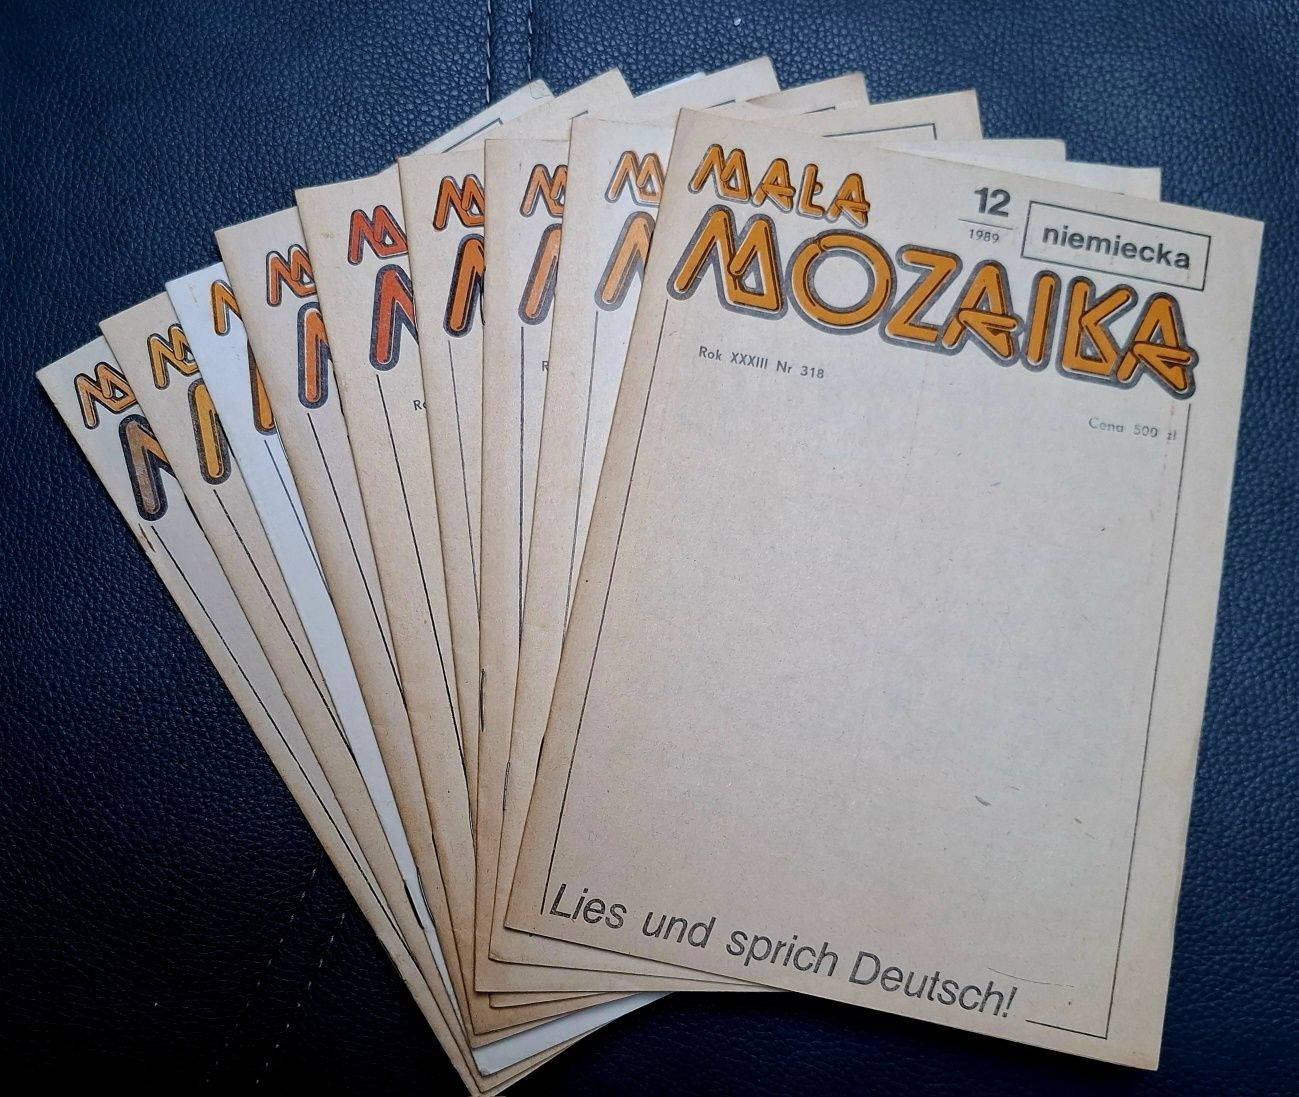 MAŁA
MOZAIKA
12
1989
niemiecka
Rok XXXIII Nr 318
Cena 500 zł
Lies und sprich Deutsch!